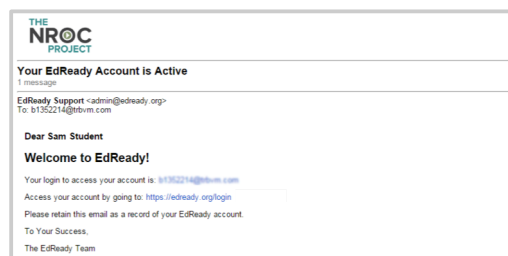 THE
NROC
PROJECT
Your EdReady Account is Active
1 message
EdReady Support <admin@edready.org>
To: b1352214@trbvm.com
Dear Sam Student
Welcome to EdReady!
Your login to access your account is: b1352214@trbvm.com
Access your account by going to: https://edready.org/login
Please retain this email as a record of your EdReady account.
To Your Success,
The EdReady Team